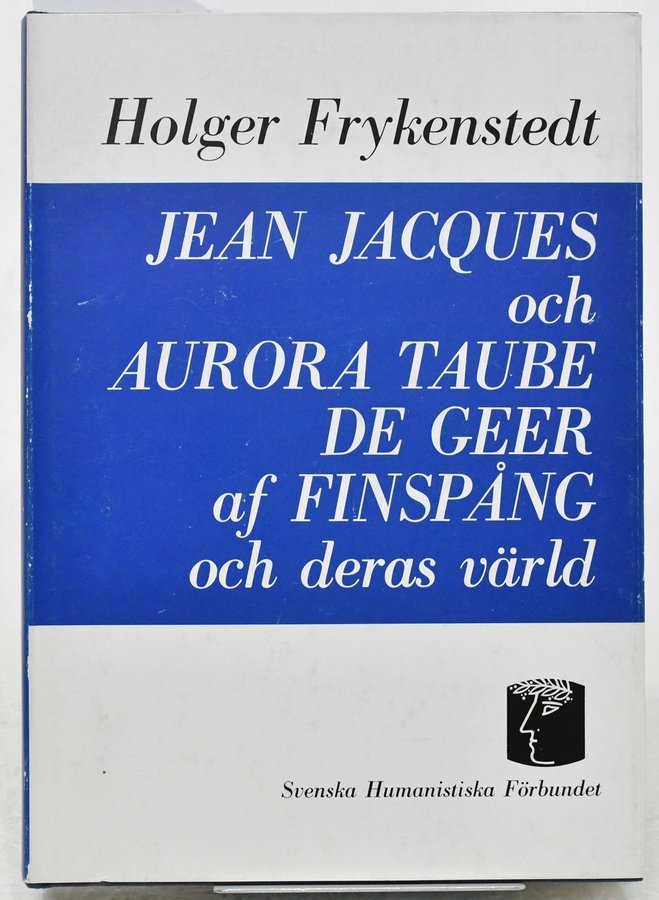 Holger Frykenstedt
JEAN JACQUES
och
AURORA TAUBE
DE GEER
af FINSPÅNG
och deras värld
Svenska Humanistiska Förbundet